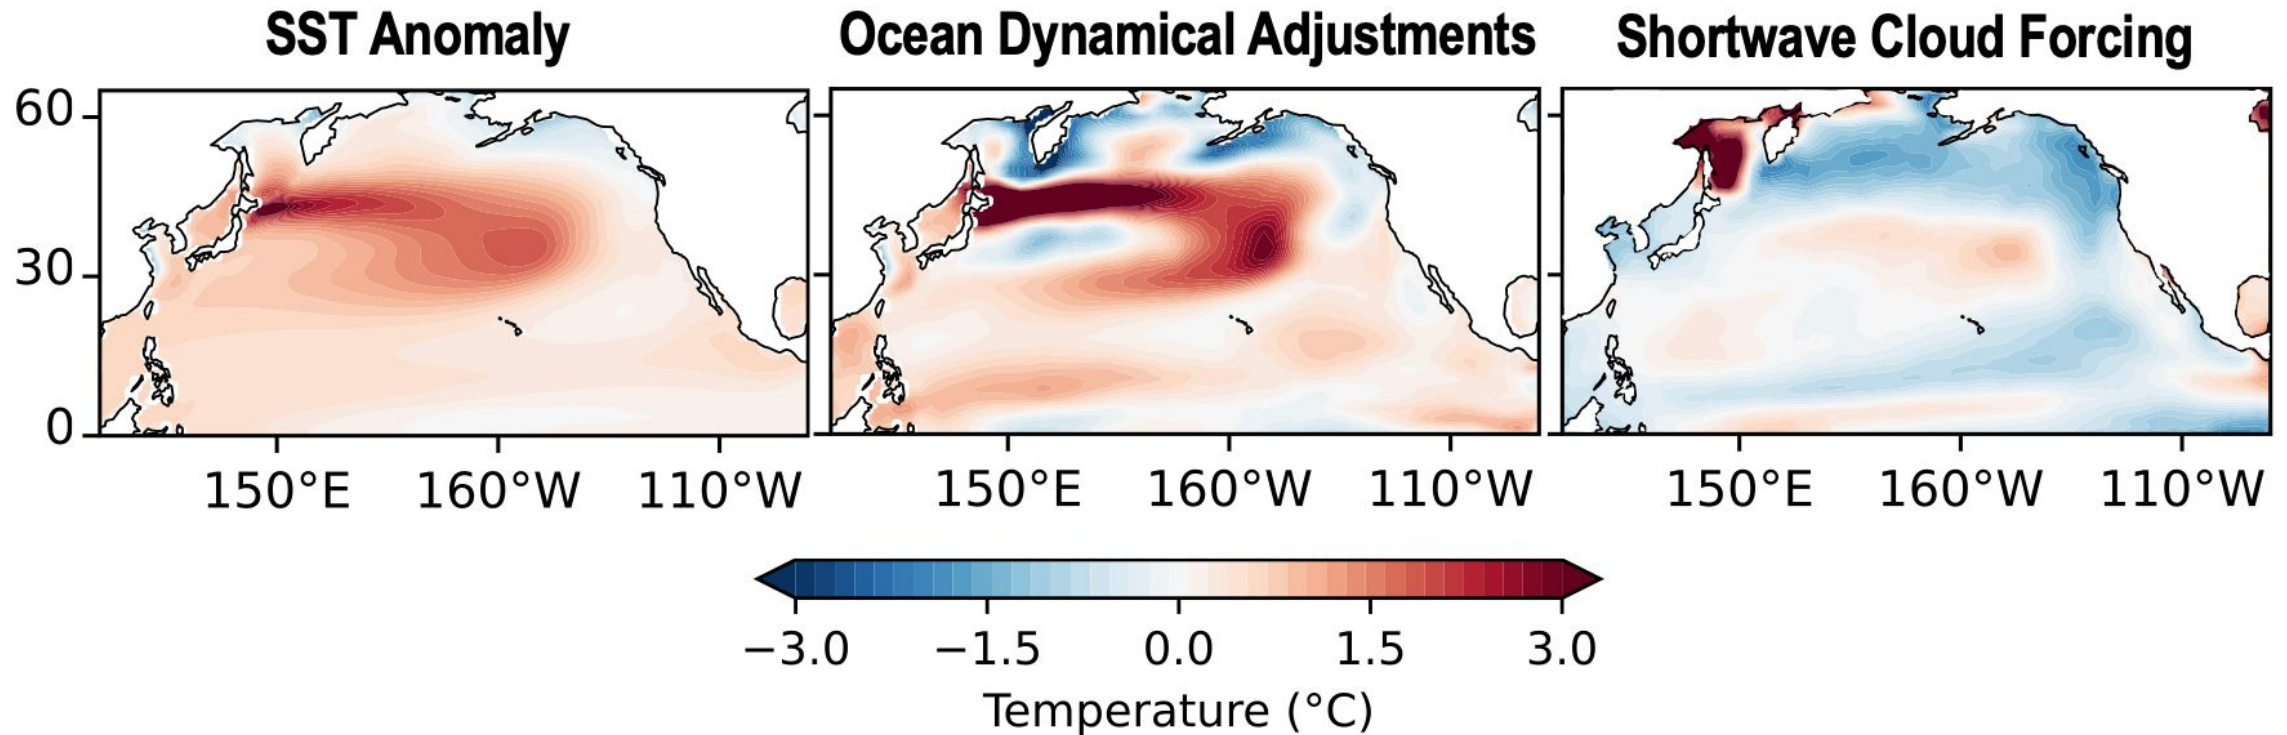 SST Anomaly
Ocean Dynamical Adjustments
Shortwave Cloud Forcing
60
30
0
150°E 160°W 110°W
150°E 160°W 110°W
150°E 160°W 110°W
−3.0 −1.5 0.0 1.5 3.0
Temperature (°C)